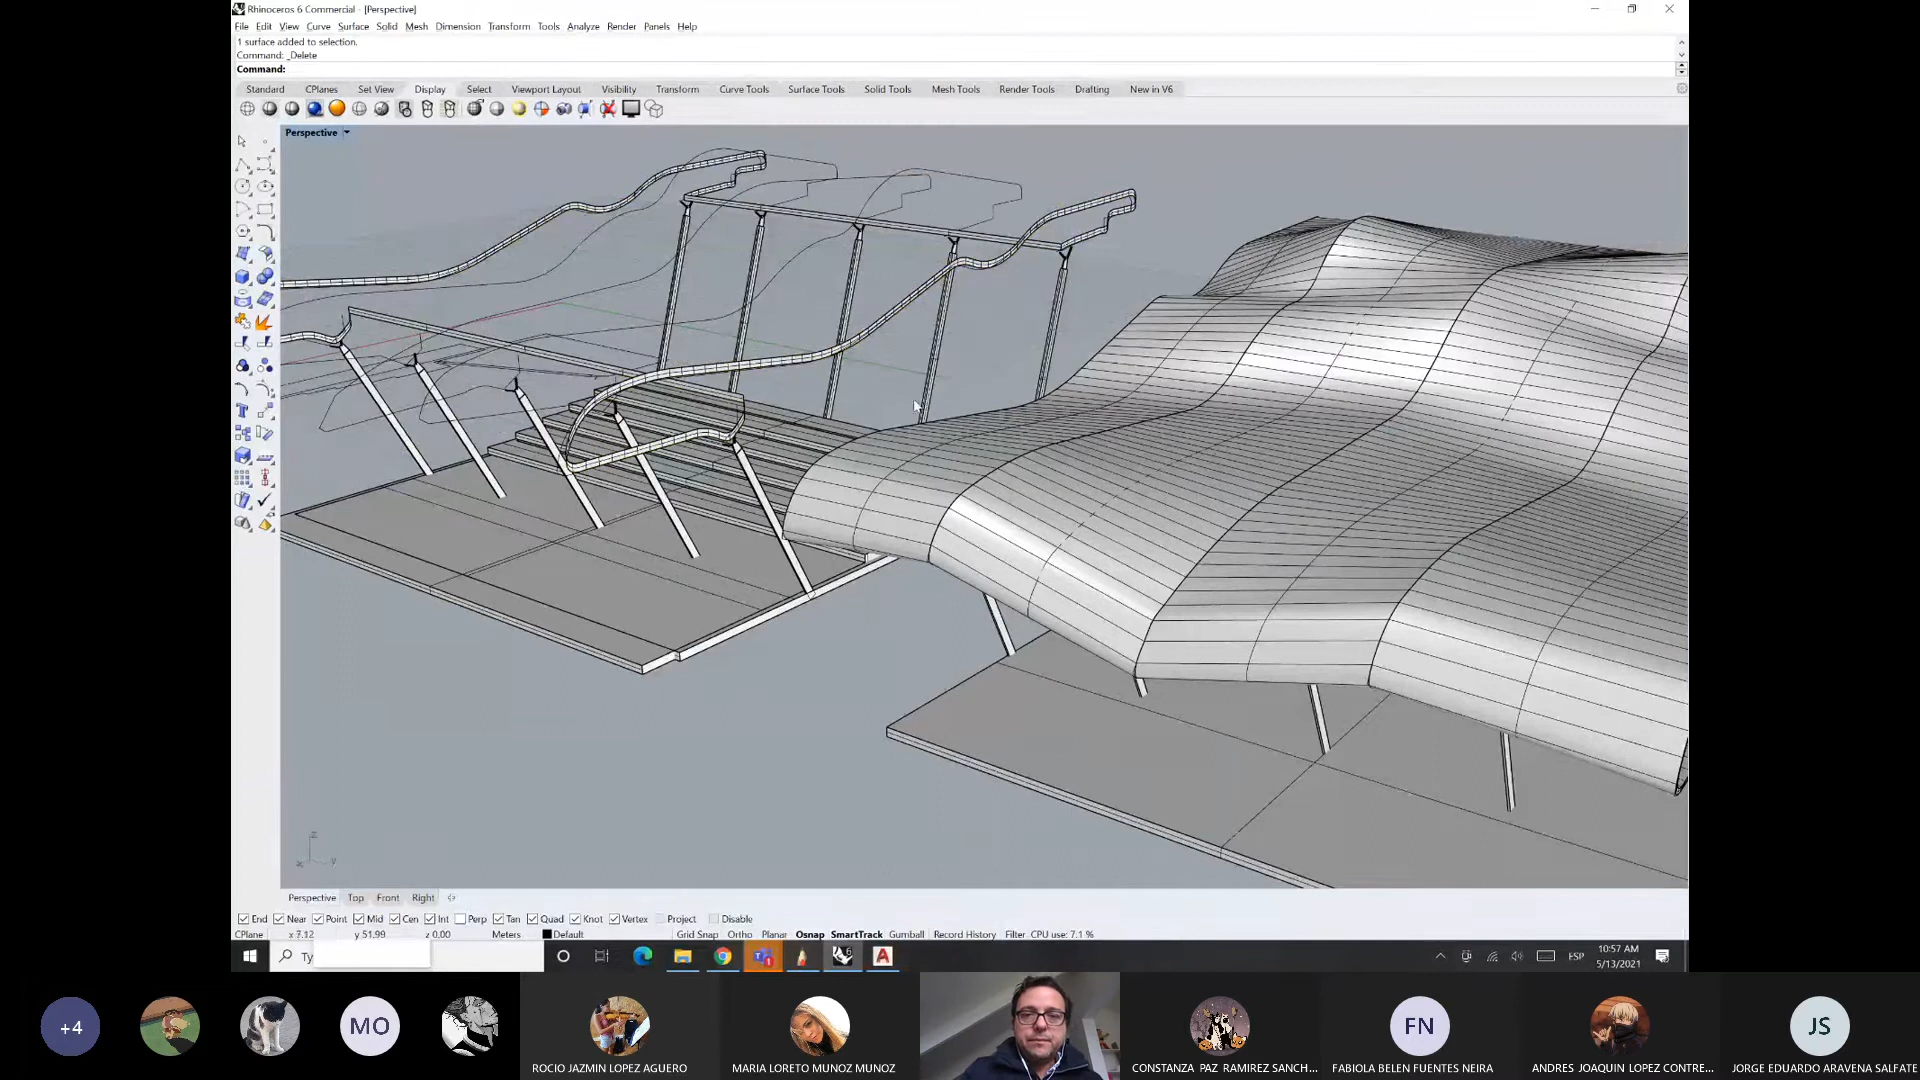 Rhinoceros 6 Commercial - [Perspective]
File Edit View Curve Surface Solid Mesh Dimension Transform Tools Analyze Render Panels Help
1 surface added to selection.
Command: _Delete
Command:
Standard CPlanes Set View Display Select Viewport Layout Visibility Transform Curve Tools Surface Tools Solid Tools Mesh Tools Render Tools Drafting New in V6
Perspective
z
x y
Perspective Top Front Right
End Near Point Mid Cen Int Perp Tan Quad Knot Vertex Project Disable
CPlane x 7.12 y 51.99 z 0.00 Meters Default Grid Snap Ortho Planar Osnap SmartTrack Gumball Record History Filter CPU use: 7.1 %
Ty
ESP
10:57 AM
5/13/2021
+4
MO
FN
JS
ROCIO JAZMIN LOPEZ AGUERO
MARIA LORETO MUNOZ MUNOZ
CONSTANZA PAZ RAMIREZ SANCH...
FABIOLA BELEN FUENTES NEIRA
ANDRES JOAQUIN LOPEZ CONTRE...
JORGE EDUARDO ARAVENA SALFATE